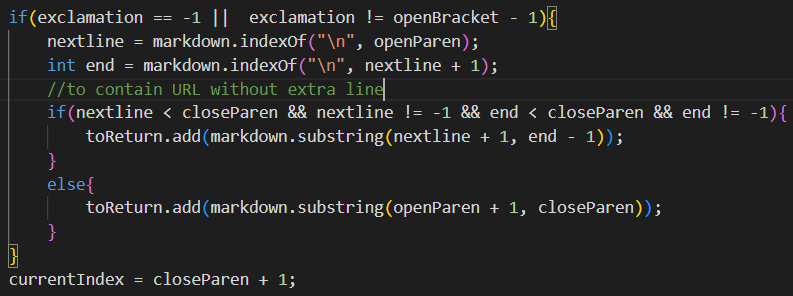 if(exclamation == -1 ||  exclamation != openBracket - 1){
    nextline = markdown.indexOf("\n", openParen);
    int end = markdown.indexOf("\n", nextline + 1);
    //to contain URL without extra line
    if(nextline < closeParen && nextline != -1 && end < closeParen && end != -1){
        toReturn.add(markdown.substring(nextline + 1, end - 1));
    }
    else{
        toReturn.add(markdown.substring(openParen + 1, closeParen));
    }
}
currentIndex = closeParen + 1;